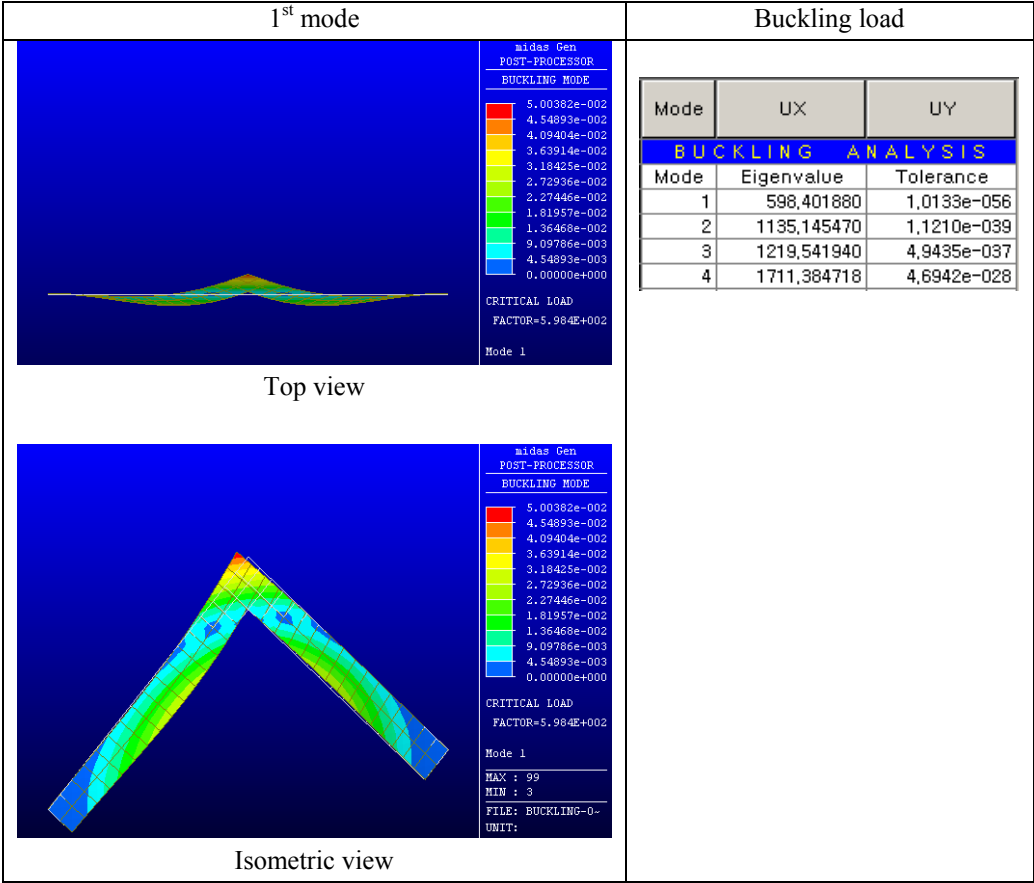 1st mode
Buckling load
midas Gen
POST-PROCESSOR
BUCKLING MODE
5.00382e-002
4.54893e-002
4.09404e-002
3.63914e-002
3.18425e-002
2.72936e-002
2.27446e-002
1.81957e-002
1.36468e-002
9.09786e-003
4.54893e-003
0.00000e+000
CRITICAL LOAD
FACTOR=5.984E+002
Mode 1
Top view
midas Gen
POST-PROCESSOR
BUCKLING MODE
5.00382e-002
4.54893e-002
4.09404e-002
3.63914e-002
3.18425e-002
2.72936e-002
2.27446e-002
1.81957e-002
1.36468e-002
9.09786e-003
4.54893e-003
0.00000e+000
CRITICAL LOAD
FACTOR=5.984E+002
Mode 1
MAX : 99
MIN : 3
FILE: BUCKLING-0~
UNIT:
Isometric view
Mode UX UY
BUCKLING ANALYSIS
Mode Eigenvalue Tolerance
1 598,401880 1,0133e-056
2 1135,145470 1,1210e-039
3 1219,541940 4,9435e-037
4 1711,384718 4,6942e-028